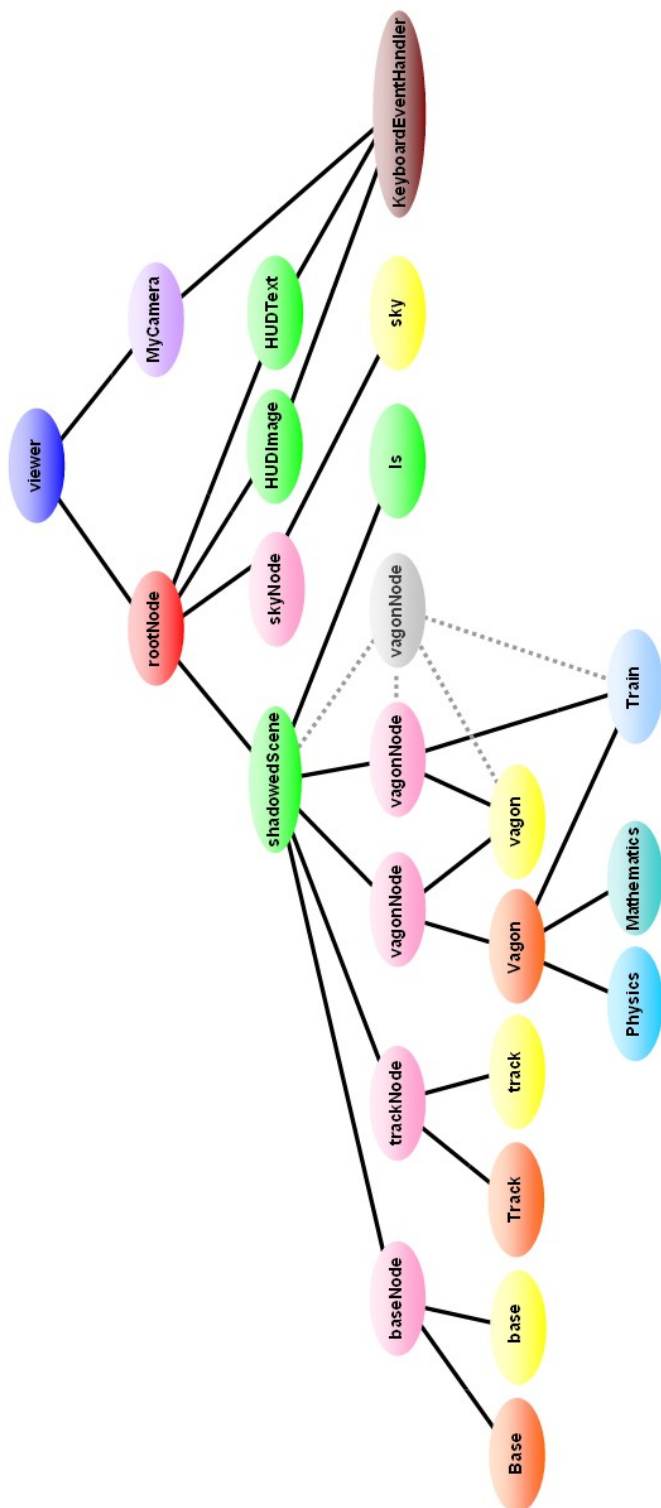 viewer
rootNode
MyCamera
shadowedScene
skyNode
HUDImage
HUDText
baseNode
trackNode
vagonNode
vagonNode
vagonNode
ls
sky
KeyboardEventHandler
Base
base
Track
track
Vagon
vagon
Physics
Mathematics
Train